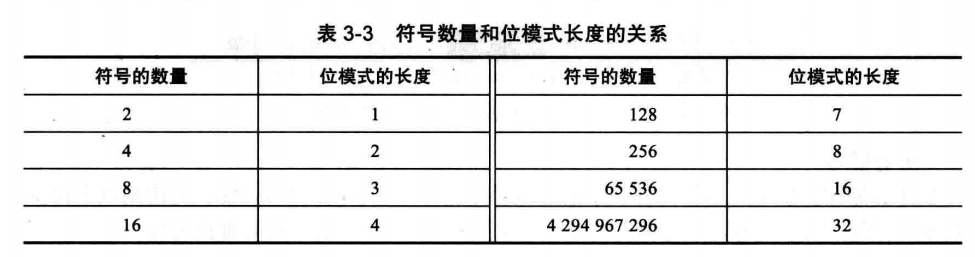 表 3-3 符号数量和位模式长度的关系
符号的数量 位模式的长度 符号的数量 位模式的长度
2 1 128 7
4 2 256 8
8 3 65 536 16
16 4 4 294 967 296 32